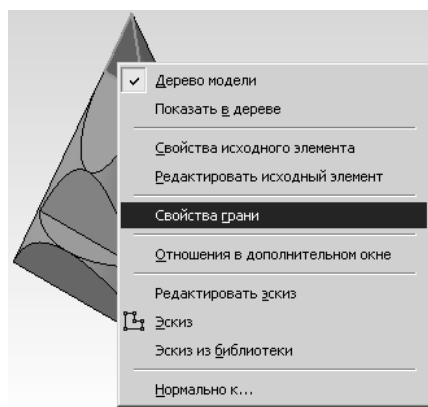 Дерево модели
Показать в дереве
Свойства исходного элемента
Редактировать исходный элемент
Свойства грани
Отношения в дополнительном окне
Редактировать эскиз
Эскиз
Эскиз из библиотеки
Нормально к...